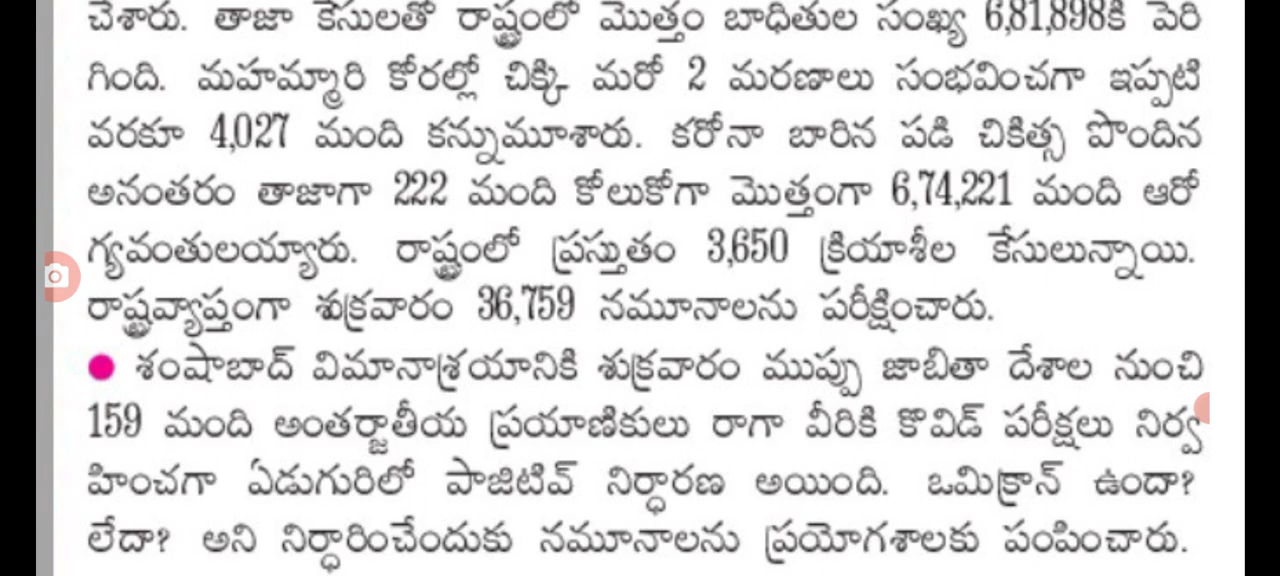 చేశారు. తాజా కేసులతో రాష్ట్రంలో మొత్తం బాధితుల సంఖ్య 6,81,898కి పెరి
గింది. మహమ్మారి కోరల్లో చిక్కి మరో 2 మరణాలు సంభవించగా ఇప్పటి
వరకూ 4,027 మంది కన్నుమూశారు. కరోనా బారిన పడి చికిత్స పొందిన
అనంతరం తాజాగా 222 మంది కోలుకోగా మొత్తంగా 6,74,221 మంది ఆరో
గ్యవంతులయ్యారు. రాష్ట్రంలో ప్రస్తుతం 3,650 క్రియాశీల కేసులున్నాయి.
రాష్ట్రవ్యాప్తంగా శుక్రవారం 36,759 నమూనాలను పరీక్షించారు.
● శంషాబాద్ విమానాశ్రయానికి శుక్రవారం ముప్పు జాబితా దేశాల నుంచి
159 మంది అంతర్జాతీయ ప్రయాణికులు రాగా వీరికి కొవిడ్ పరీక్షలు నిర్వ
హించగా ఏడుగురిలో పాజిటివ్ నిర్ధారణ అయింది. ఒమిక్రాన్ ఉందా?
లేదా? అని నిర్ధారించేందుకు నమూనాలను ప్రయోగశాలకు పంపించారు.